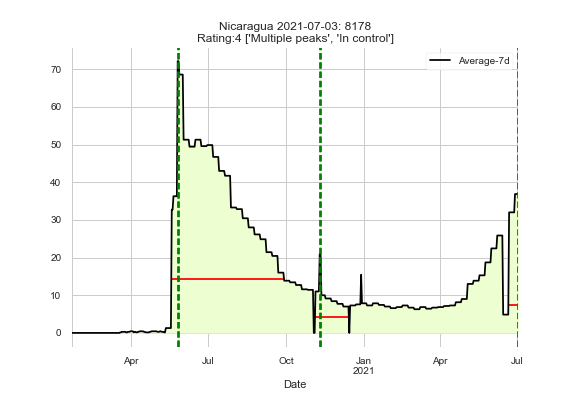 Nicaragua 2021-07-03: 8178
Rating:4 ['Multiple peaks', 'In control']
Average-7d
70
60
50
40
30
20
10
0
Apr
Jul
Oct
Jan
2021
Apr
Jul
Date